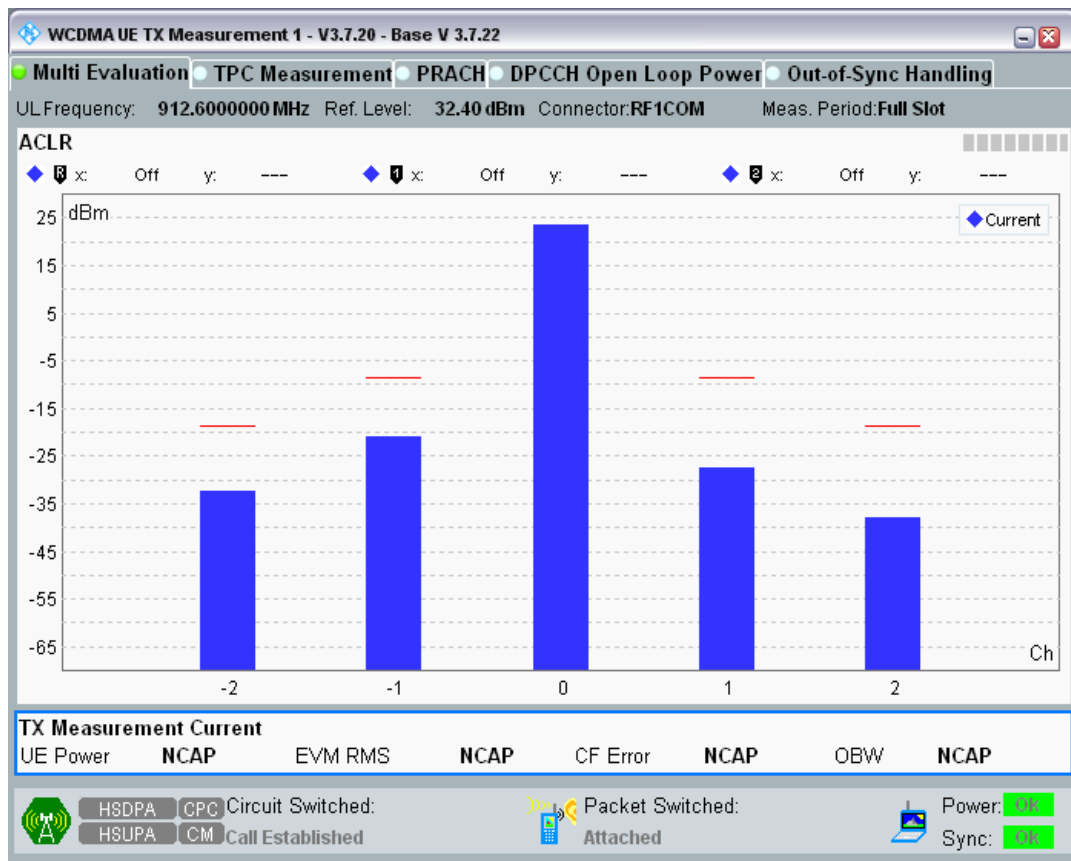 WCDMA UE TX Measurement 1 - V3.7.20 - Base V 3.7.22
Multi Evaluation TPC Measurement PRACH DPCCH Open Loop Power Out-of-Sync Handling
UL Frequency: 912.6000000 MHz Ref. Level: 32.40 dBm Connector:RF1COM Meas. Period:Full Slot
ACLR
R x: Off y: --- 1 x: Off y: --- 2 x: Off y: ---
dBm
Current
25
15
5
-5
-15
-25
-35
-45
-55
-65
Ch
-2 -1 0 1 2
TX Measurement Current
UE Power NCAP EVM RMS NCAP CF Error NCAP OBW NCAP
HSDPA CPC Circuit Switched: Packet Switched: Power: Ok
HSUPA CM Call Established Attached Sync: Ok